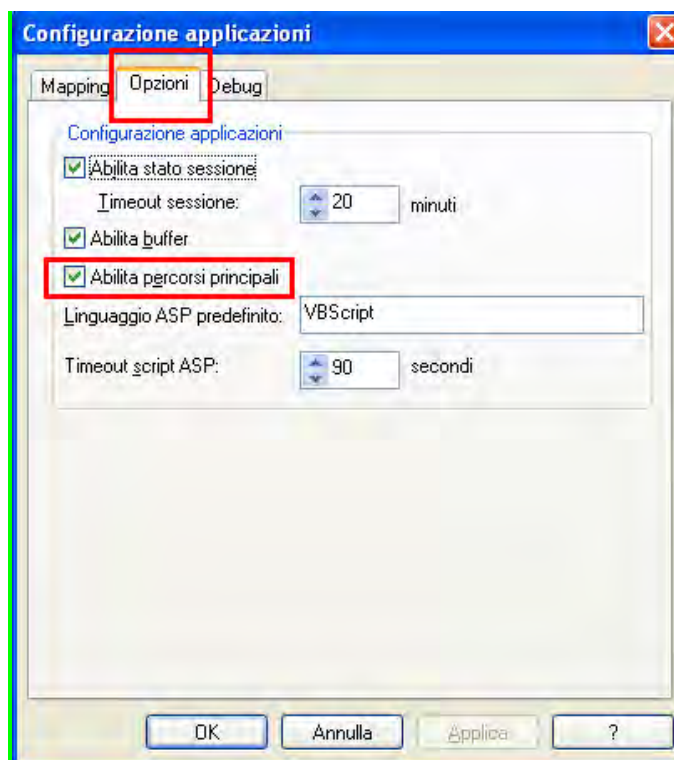 Configurazione applicazioni
Mapping Opzioni Debug
Configurazione applicazioni
Abilita stato sessione
Timeout sessione: 20 minuti
Abilita buffer
Abilita percorsi principali
Linguaggio ASP predefinito: VBScript
Timeout script ASP: 90 secondi
OK Annulla Applica ?